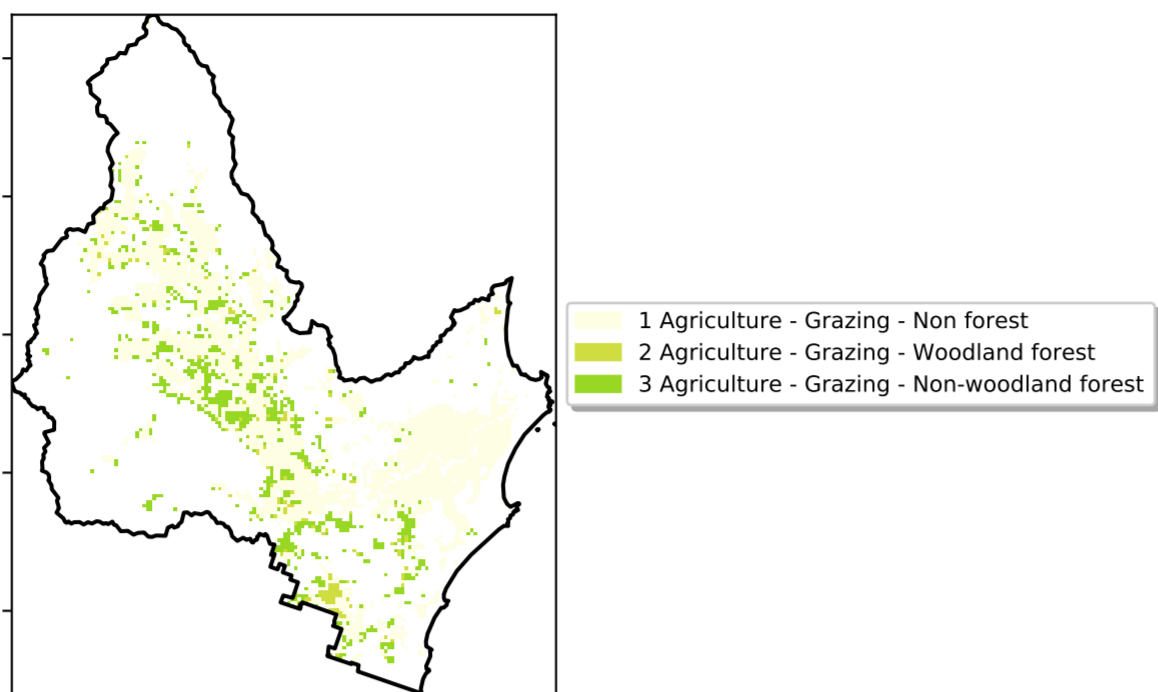 1 Agriculture - Grazing - Non forest
2 Agriculture - Grazing - Woodland forest
3 Agriculture - Grazing - Non-woodland forest